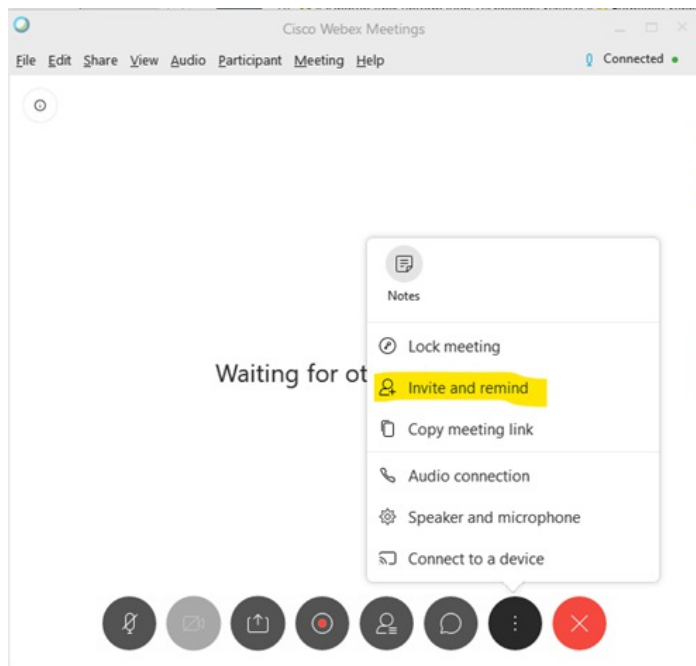 Cisco Webex Meetings
File Edit Share View Audio Participant Meeting Help Connected
Notes
Lock meeting
Waiting for ot
Invite and remind
Copy meeting link
Audio connection
Speaker and microphone
Connect to a device